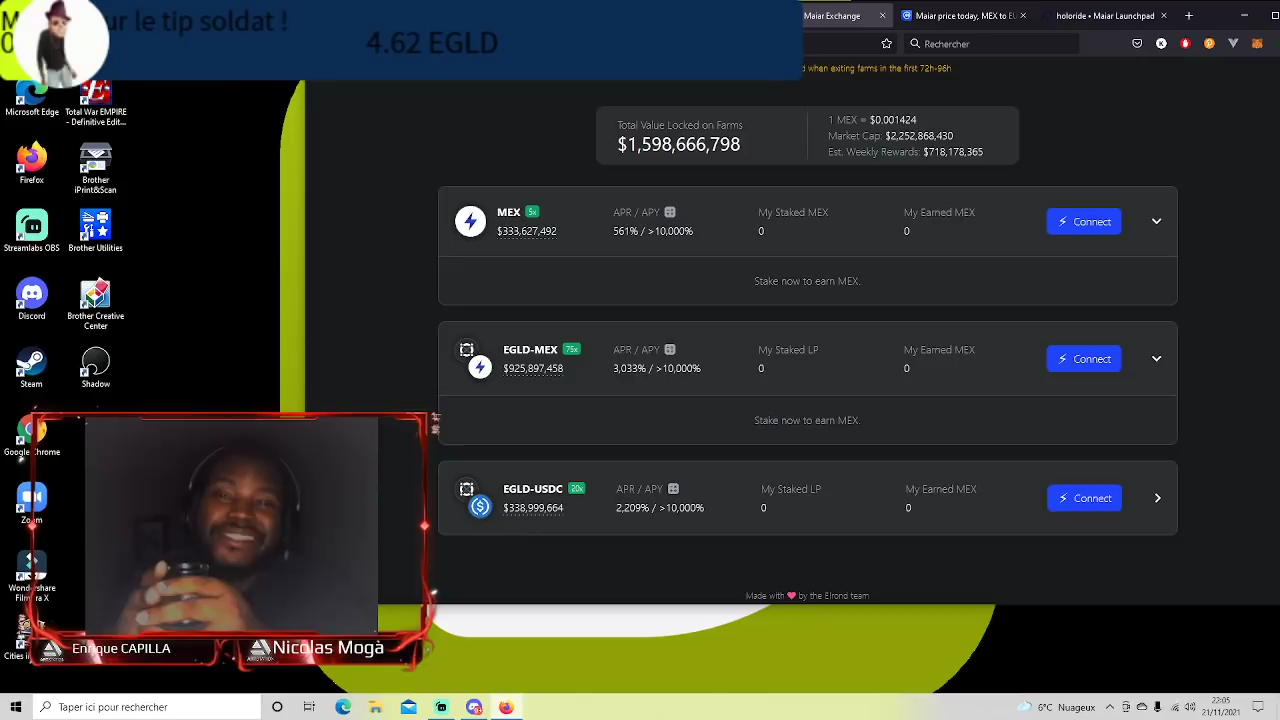 ur le tip soldat !
4.62 EGLD
Maiar Exchange
Maiar price today, MEX to El
holoride • Maiar Launchpad
Rechercher
d when exiting farms in the first 72h-96h
Total Value Locked on Farms
$1,598,666,798
1 MEX = $0.001424
Market Cap: $2,252,868,430
Est. Weekly Rewards: $718,178,365
MEX 5x
$333,627,492
APR / APY
561% / >10,000%
My Staked MEX
0
My Earned MEX
0
Connect
Stake now to earn MEX.
EGLD-MEX 75x
$925,897,458
APR / APY
3,033% / >10,000%
My Staked LP
0
My Earned MEX
0
Connect
Stake now to earn MEX.
EGLD-USDC 20x
$338,999,664
APR / APY
2,209% / >10,000%
My Staked LP
0
My Earned MEX
0
Connect
Made with by the Elrond team
Microsoft Edge
Total War EMPIRE
- Definitive Edit...
Firefox
Brother
iPrint&Scan
Streamlabs OBS
Brother Utilities
Discord
Brother Creative
Center
Steam
Shadow
Google Chrome
Zoom
Wondershare
Filmora X
Cities
Enrique CAPILLA
Nicolas Mogà
Taper ici pour rechercher
6°C Nuageux
22:05
21/11/2021